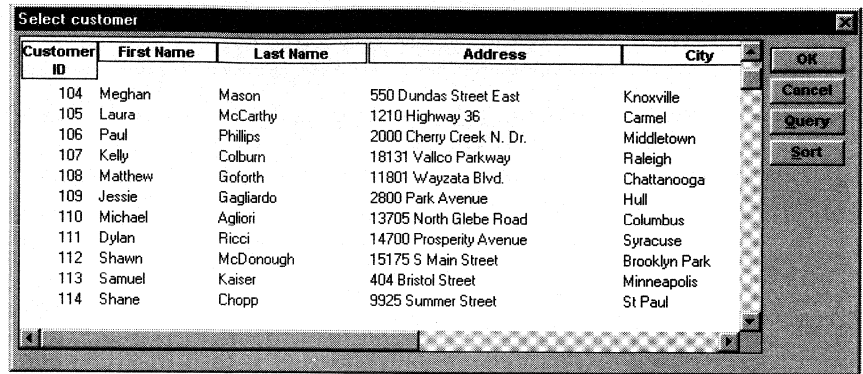 Select customer
Customer ID First Name Last Name Address City
104 Meghan Mason 550 Dundas Street East Knoxville
105 Laura McCarthy 1210 Highway 36 Carmel
106 Paul Phillips 2000 Cherry Creek N. Dr. Middletown
107 Kelly Colburn 18131 Vallco Parkway Raleigh
108 Matthew Goforth 11801 Wayzata Blvd. Chattanooga
109 Jessie Gagliardo 2800 Park Avenue Hull
110 Michael Agliori 13705 North Glebe Road Columbus
111 Dylan Ricci 14700 Prosperity Avenue Syracuse
112 Shawn McDonough 15175 S Main Street Brooklyn Park
113 Samuel Kaiser 404 Bristol Street Minneapolis
114 Shane Chopp 9925 Summer Street St Paul
OK
Cancel
Query
Sort